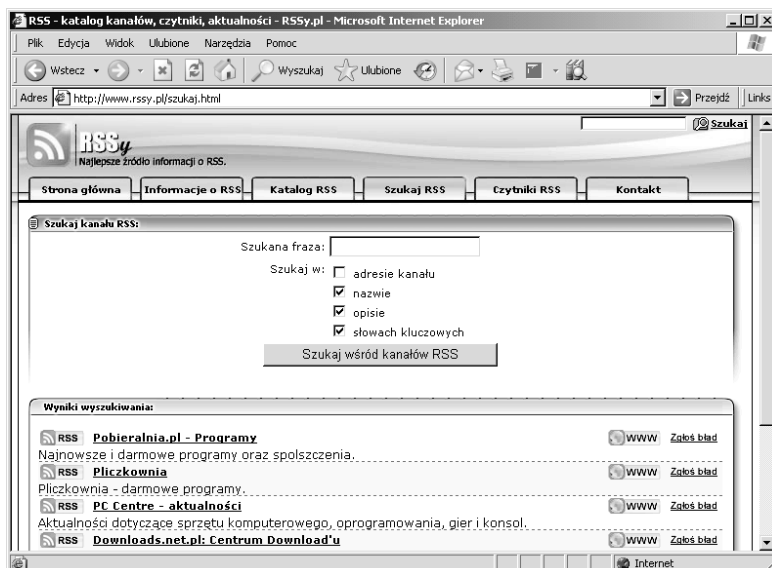 RSS - katalog kanałów, czytniki, aktualności - RSSy.pl - Microsoft Internet Explorer
Plik Edycja Widok Ulubione Narzędzia Pomoc
Wstecz Wyszukaj Ulubione
Adres http://www.rssy.pl/szukaj.html Przejdź Łinks
Szukaj
RSSy
Najlepsze źródło informacji o RSS.
Strona główna Informacje o RSS Katalog RSS Szukaj RSS Czytniki RSS Kontakt
Szukaj kanału RSS:
Szukana fraza:
Szukaj w: adresie kanału
nazwie
opisie
słowach kluczowych
Szukaj wśród kanałów RSS
Wyniki wyszukiwania:
RSS Pobieralnia.pl - Programy WWW Zgłoś błąd
Najnowsze i darmowe programy oraz spolszczenia.
RSS Pliczkownia WWW Zgłoś błąd
Pliczkownia - darmowe programy.
RSS PC Centre - aktualności WWW Zgłoś błąd
Aktualności dotyczące sprzętu komputerowego, oprogramowania, gier i konsol.
RSS Downloads.net.pl: Centrum Download'u WWW Zgłoś błąd
Internet